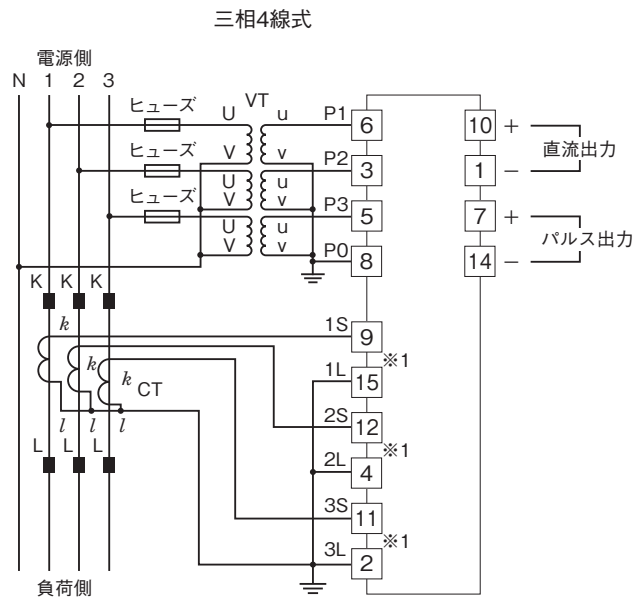 三相4線式
電源側
N 1 2 3
ヒューズ U VT u P1 6 10 +
直流出力
V v P2 3 1 −
ヒューズ U u
V v
ヒューズ U u P3 5 7 +
パルス出力
V v P0 8 14 −
K K K
k 1S 9
※1
k 1L 15
k CT
2S 12
l l l
※1
L L L 2L 4
3S 11
※1
3L 2
負荷側